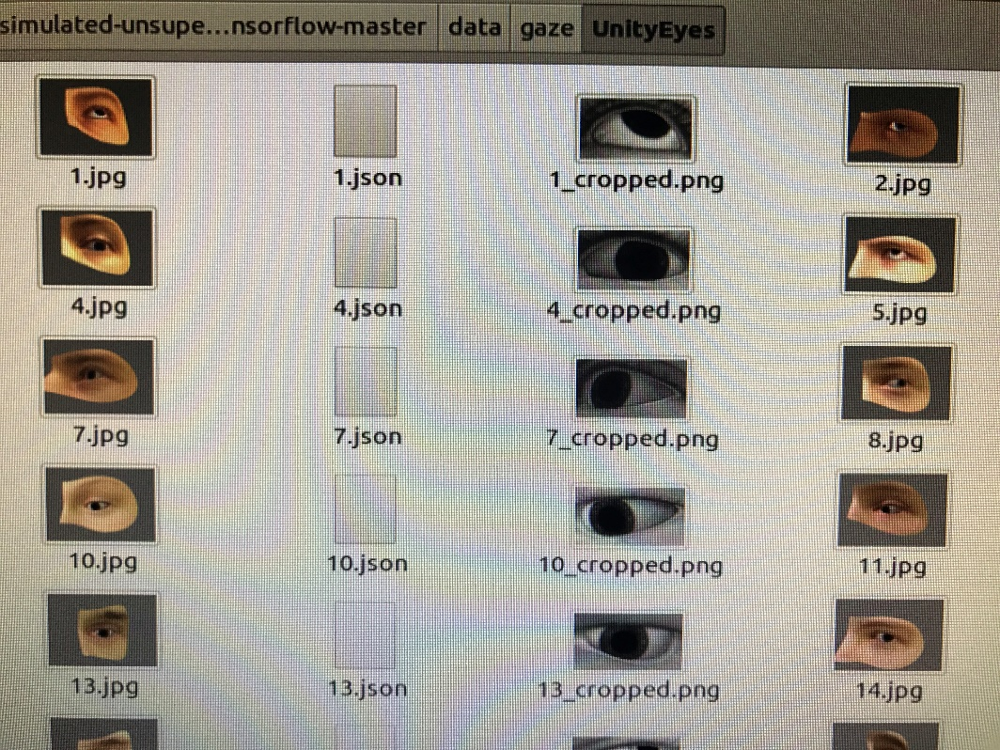 simulated-unsupe...nsorflow-master data gaze UnityEyes
1.jpg 1.json 1_cropped.png 2.jpg
4.jpg 4.json 4_cropped.png 5.jpg
7.jpg 7.json 7_cropped.png 8.jpg
10.jpg 10.json 10_cropped.png 11.jpg
13.jpg 13.json 13_cropped.png 14.jpg